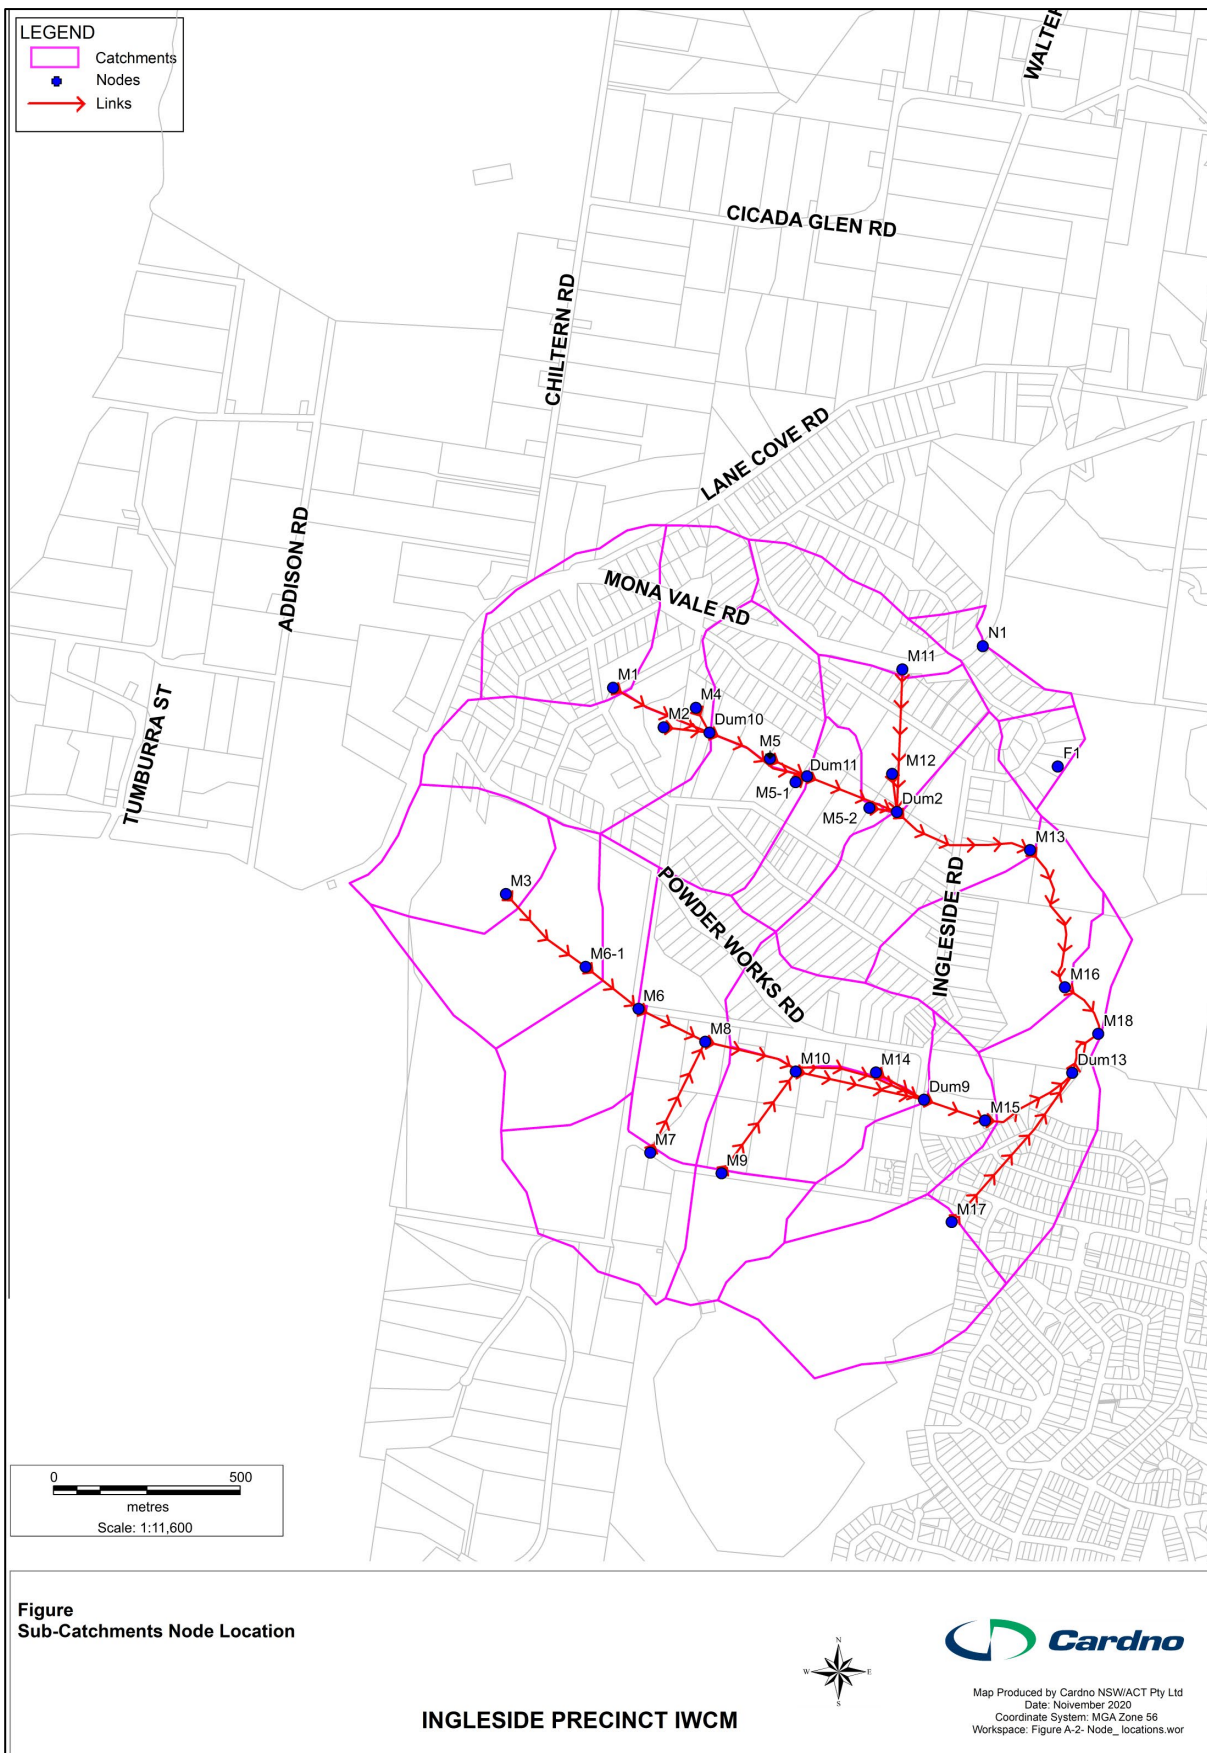 LEGEND
Catchments
Nodes
Links
WALTER
CICADA GLEN RD
CHILTERN RD
LANE COVE RD
ADDISON RD
MONA VALE RD
N1
M11
M1
M4
M2
Dum10
TUMBURRA ST
M5
F1
Dum11
M12
M5-1
Dum2
M5-2
M13
POWDER WORKS RD
INGLESIDE RD
M3
M6-1
M16
M6
M8
M18
M10
M14
Dum13
Dum9
M15
M7
M9
M17
0 500
metres
Scale: 1:11,600
Figure
Sub-Catchments Node Location
INGLESIDE PRECINCT IWCM
N
W E
S
Cardno
Map Produced by Cardno NSW/ACT Pty Ltd
Date: Noivember 2020
Coordinate System: MGA Zone 56
Workspace: Figure A-2- Node_ locations.wor